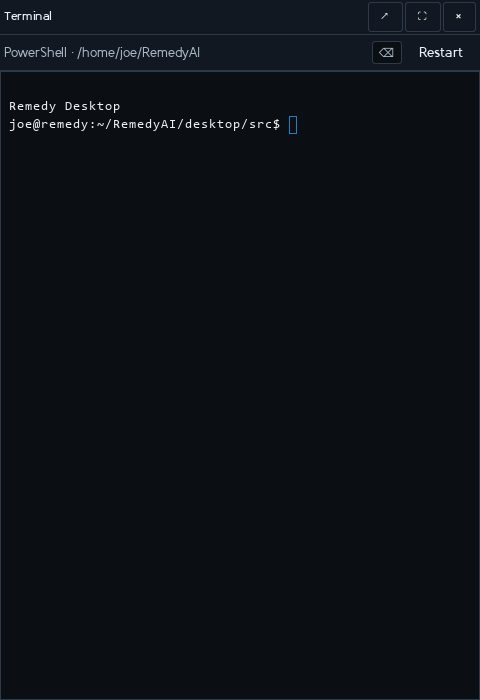 Terminal
PowerShell · /home/joe/RemedyAI
Restart
Remedy Desktop
joe@remedy:~/RemedyAI/desktop/src$